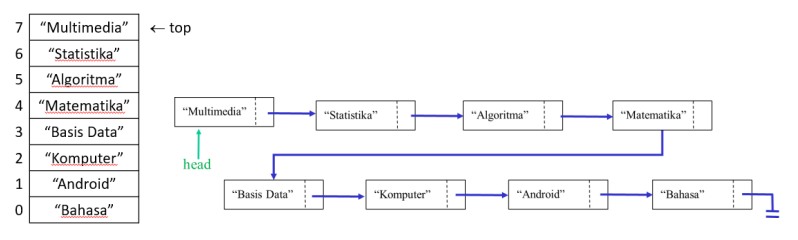 7 “Multimedia” ← top
6 “Statistika”
5 “Algoritma”
4 “Matematika”
3 “Basis Data”
2 “Komputer”
1 “Android”
0 “Bahasa”
“Multimedia” “Statistika” “Algoritma” “Matematika”
head
“Basis Data” “Komputer” “Android” “Bahasa”